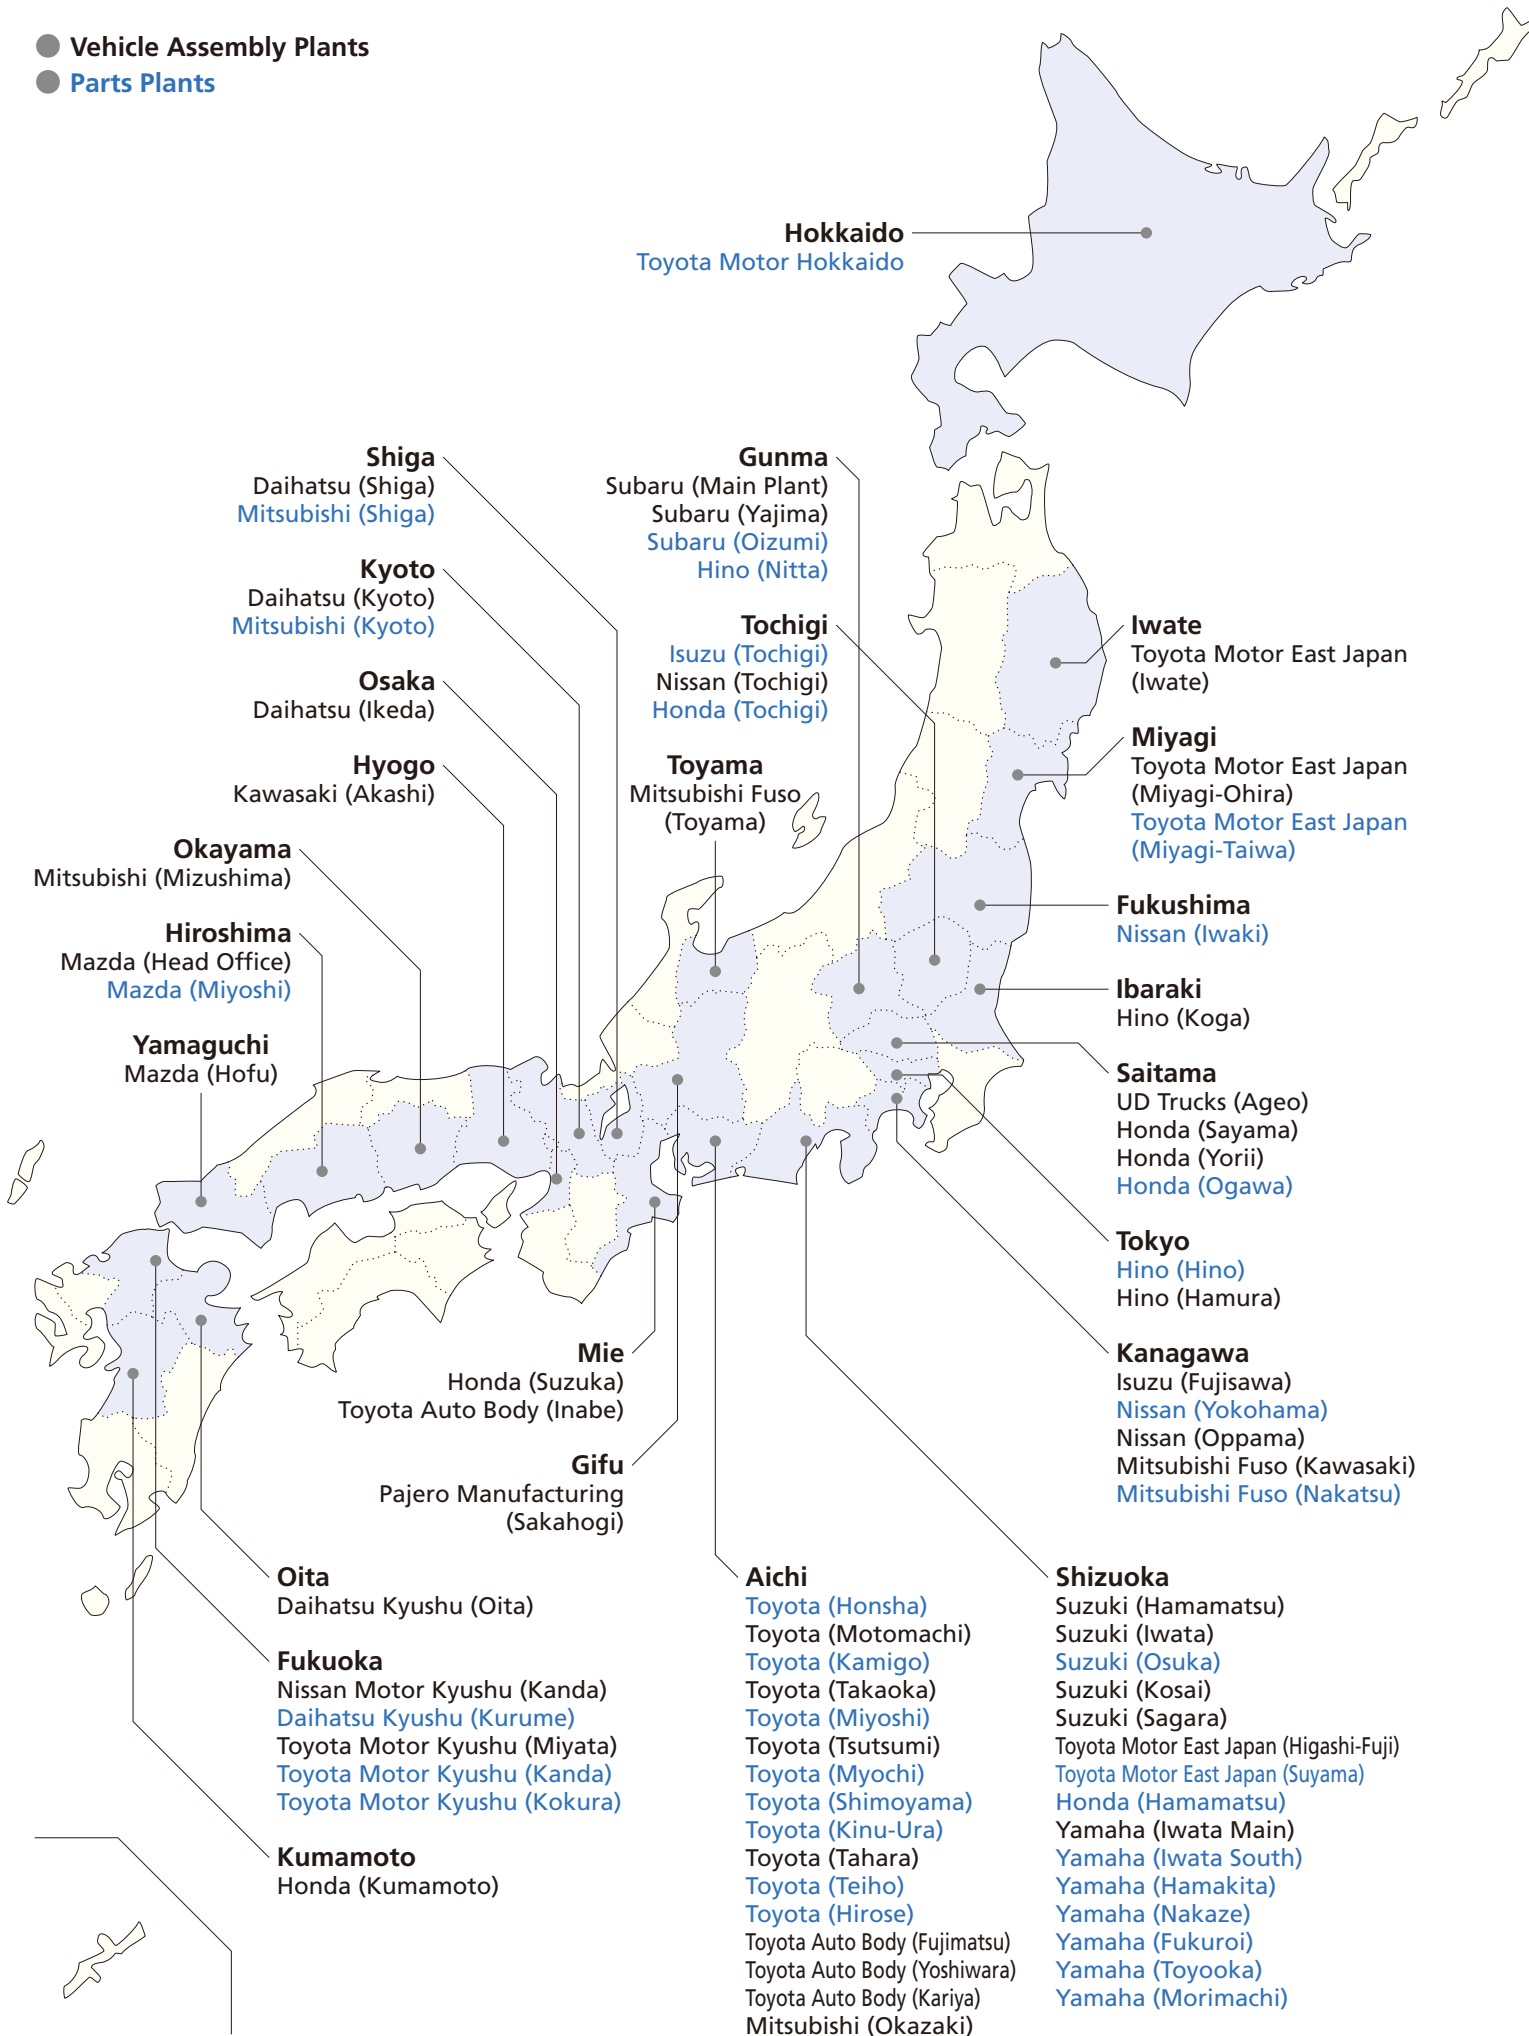 Vehicle Assembly Plants
Parts Plants
Hokkaido
Toyota Motor Hokkaido
Shiga
Daihatsu (Shiga)
Mitsubishi (Shiga)
Kyoto
Daihatsu (Kyoto)
Mitsubishi (Kyoto)
Osaka
Daihatsu (Ikeda)
Hyogo
Kawasaki (Akashi)
Okayama
Mitsubishi (Mizushima)
Hiroshima
Mazda (Head Office)
Mazda (Miyoshi)
Yamaguchi
Mazda (Hofu)
Gunma
Subaru (Main Plant)
Subaru (Yajima)
Subaru (Oizumi)
Hino (Nitta)
Tochigi
Isuzu (Tochigi)
Nissan (Tochigi)
Honda (Tochigi)
Toyama
Mitsubishi Fuso
(Toyama)
Iwate
Toyota Motor East Japan
(Iwate)
Miyagi
Toyota Motor East Japan
(Miyagi-Ohira)
Toyota Motor East Japan
(Miyagi-Taiwa)
Fukushima
Nissan (Iwaki)
Ibaraki
Hino (Koga)
Saitama
UD Trucks (Ageo)
Honda (Sayama)
Honda (Yorii)
Honda (Ogawa)
Tokyo
Hino (Hino)
Hino (Hamura)
Kanagawa
Isuzu (Fujisawa)
Nissan (Yokohama)
Nissan (Oppama)
Mitsubishi Fuso (Kawasaki)
Mitsubishi Fuso (Nakatsu)
Mie
Honda (Suzuka)
Toyota Auto Body (Inabe)
Gifu
Pajero Manufacturing
(Sakahogi)
Oita
Daihatsu Kyushu (Oita)
Fukuoka
Nissan Motor Kyushu (Kanda)
Daihatsu Kyushu (Kurume)
Toyota Motor Kyushu (Miyata)
Toyota Motor Kyushu (Kanda)
Toyota Motor Kyushu (Kokura)
Kumamoto
Honda (Kumamoto)
Aichi
Toyota (Honsha)
Toyota (Motomachi)
Toyota (Kamigo)
Toyota (Takaoka)
Toyota (Miyoshi)
Toyota (Tsutsumi)
Toyota (Myochi)
Toyota (Shimoyama)
Toyota (Kinu-Ura)
Toyota (Tahara)
Toyota (Teiho)
Toyota (Hirose)
Toyota Auto Body (Fujimatsu)
Toyota Auto Body (Yoshiwara)
Toyota Auto Body (Kariya)
Mitsubishi (Okazaki)
Shizuoka
Suzuki (Hamamatsu)
Suzuki (Iwata)
Suzuki (Osuka)
Suzuki (Kosai)
Suzuki (Sagara)
Toyota Motor East Japan (Higashi-Fuji)
Toyota Motor East Japan (Suyama)
Honda (Hamamatsu)
Yamaha (Iwata Main)
Yamaha (Iwata South)
Yamaha (Hamakita)
Yamaha (Nakaze)
Yamaha (Fukuroi)
Yamaha (Toyooka)
Yamaha (Morimachi)